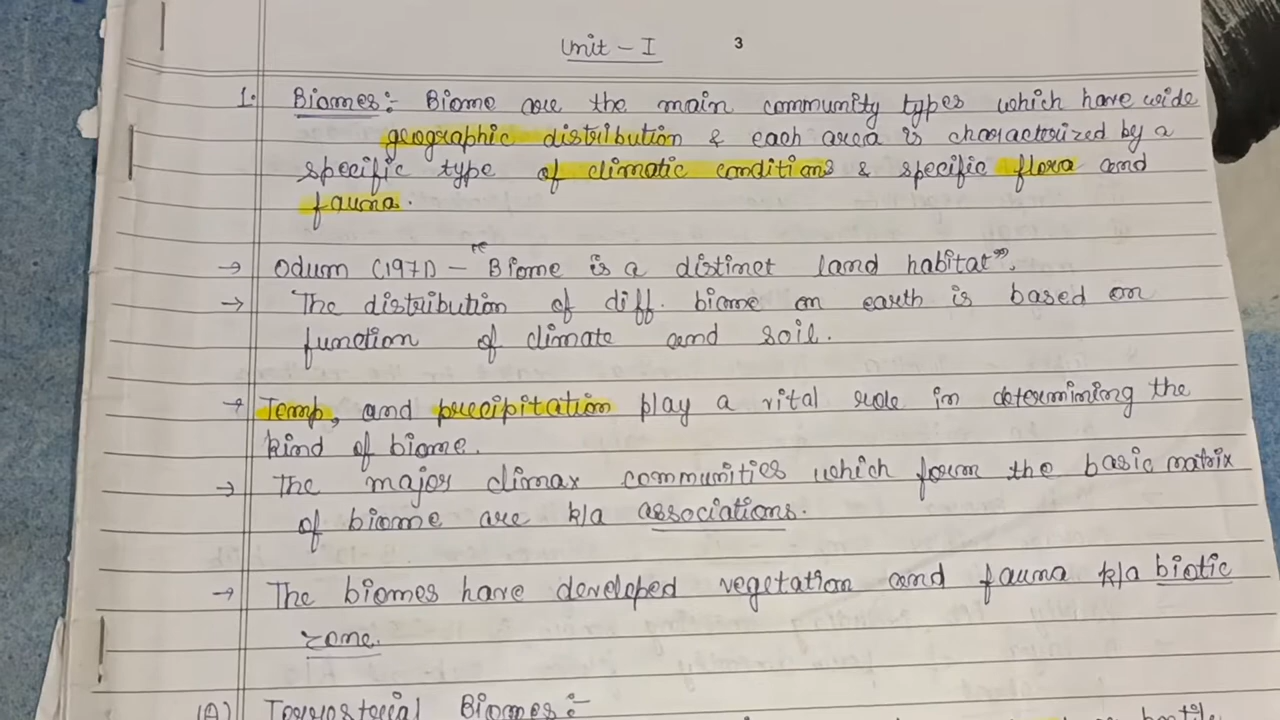 Unit - I
3
1. Biomes:- Biome are the main community types which have wide
geographic distribution & each area is characterized by a
specific type of climatic conditions & specific flora and
fauna.
→ Odum (1971) - "Biome is a distinct land habitat".
→ The distribution of diff. biome on earth is based on
function of climate and soil.
→ Temp, and precipitation play a vital role in determining the
kind of biome.
→ The major climax communities which form the basic matrix
of biome are k/a associations.
→ The biomes have developed vegetation and fauna k/a biotic
zone.
(A) Terrosterial Biomes:-